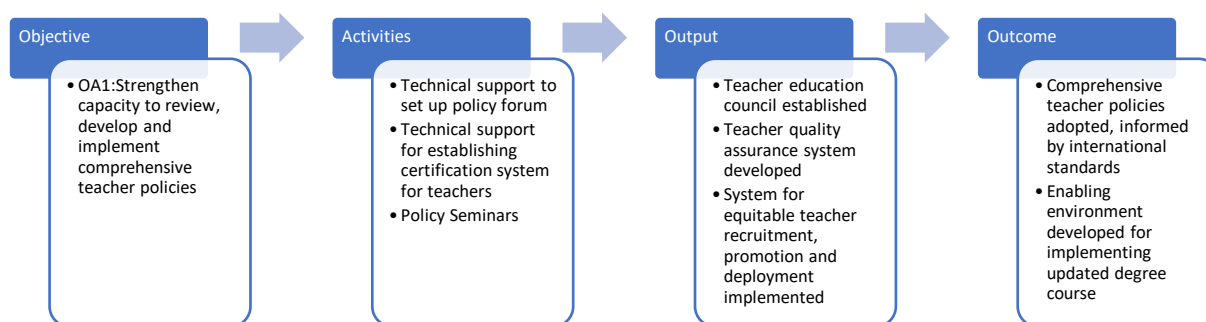 Objective
• OA1:Strengthen
capacity to review,
develop and
implement
comprehensive
teacher policies
Activities
• Technical support to
set up policy forum
• Technical support
for establishing
certification system
for teachers
• Policy Seminars
Output
• Teacher education
council established
• Teacher quality
assurance system
developed
• System for
equitable teacher
recruitment,
promotion and
deployment
implemented
Outcome
• Comprehensive
teacher policies
adopted, informed
by international
standards
• Enabling
environment
developed for
implementing
updated degree
course